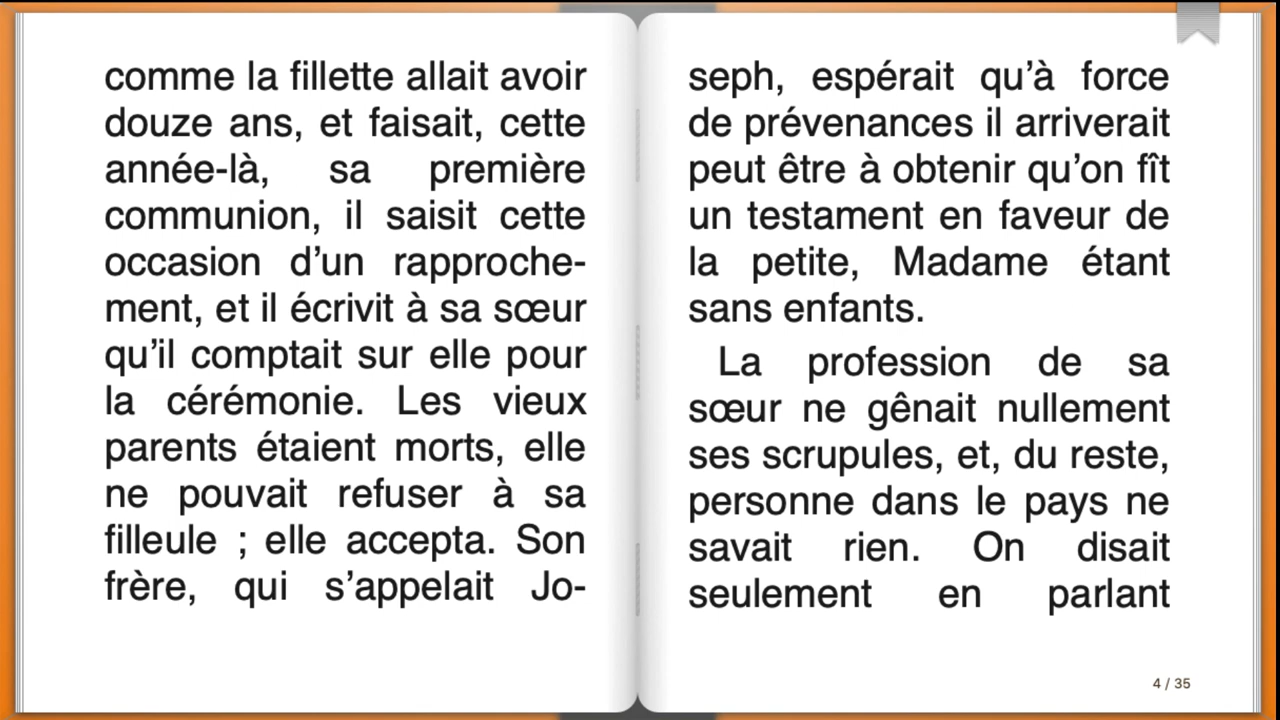 comme la fillette allait avoir
douze ans, et faisait, cette
année-là, sa première
communion, il saisit cette
occasion d’un rapproche-
ment, et il écrivit à sa sœur
qu’il comptait sur elle pour
la cérémonie. Les vieux
parents étaient morts, elle
ne pouvait refuser à sa
filleule ; elle accepta. Son
frère, qui s’appelait Jo-
seph, espérait qu’à force
de prévenances il arriverait
peut être à obtenir qu’on fît
un testament en faveur de
la petite, Madame étant
sans enfants.
La profession de sa
sœur ne gênait nullement
ses scrupules, et, du reste,
personne dans le pays ne
savait rien. On disait
seulement en parlant
4 / 35